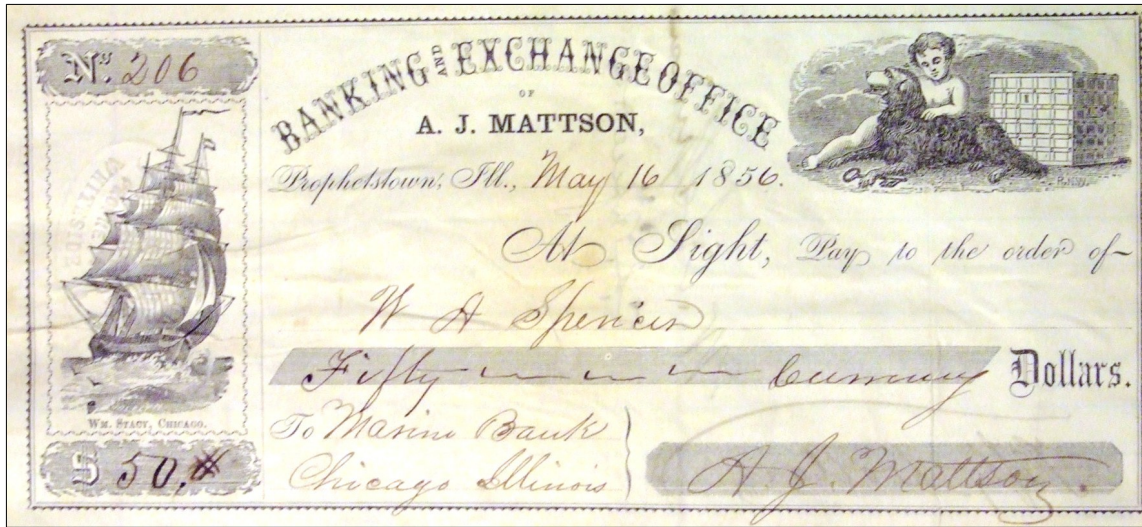 No. 206
BANKING AND EXCHANGE OFFICE
OF
A. J. MATTSON,
Prophetstown, Ill., May 16 1856.
At Sight, Pay to the order of
W H Spencer
Fifty Currency Dollars.
To Marine Bank
Chicago Illinois
A. J. Mattson.
WM. STACY, CHICAGO.
$ 50,